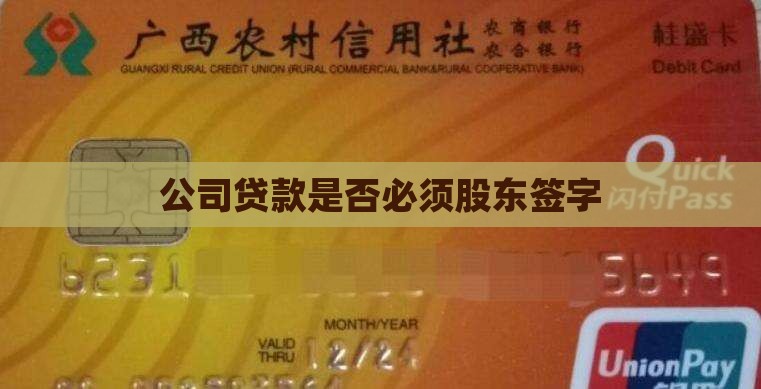 广西农村信用社 农商银行
农合银行
桂盛卡
GUANGXI RURAL CREDIT UNION (RURAL COMMERCIAL BANK&RURAL COOPERATIVE BANK)
Debit Card
Quick
公司贷款是否必须股东签字
闪付Pass
6231
5649
MONTH/YEAR
VALID
THRU
12/24
UnionPay